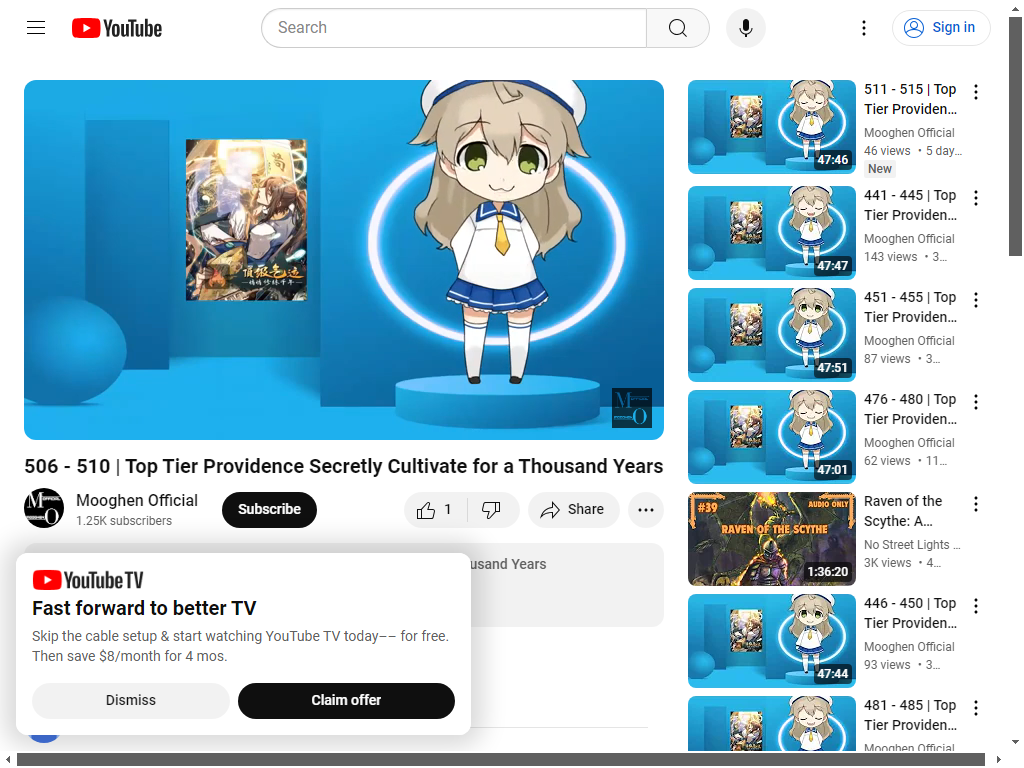 YouTube
Search
Sign in
頂級氣運
悄悄修練千年
506 - 510 | Top Tier Providence Secretly Cultivate for a Thousand Years
Mooghen Official
1.25K subscribers
Subscribe
1
Share
usand Years
YouTube TV
Fast forward to better TV
Skip the cable setup & start watching YouTube TV today–– for free.
Then save $8/month for 4 mos.
Dismiss
Claim offer
47:46
511 - 515 | Top
Tier Providen…
Mooghen Official
46 views • 5 day…
New
47:47
441 - 445 | Top
Tier Providen…
Mooghen Official
143 views • 3…
47:51
451 - 455 | Top
Tier Providen…
Mooghen Official
87 views • 3…
47:01
476 - 480 | Top
Tier Providen…
Mooghen Official
62 views • 11…
#39
AUDIO ONLY
RAVEN OF THE SCYTHE
1:36:20
Raven of the
Scythe: A…
No Street Lights …
3K views • 4…
47:44
446 - 450 | Top
Tier Providen…
Mooghen Official
93 views • 3…
481 - 485 | Top
Tier Providen…
Mooghen Official